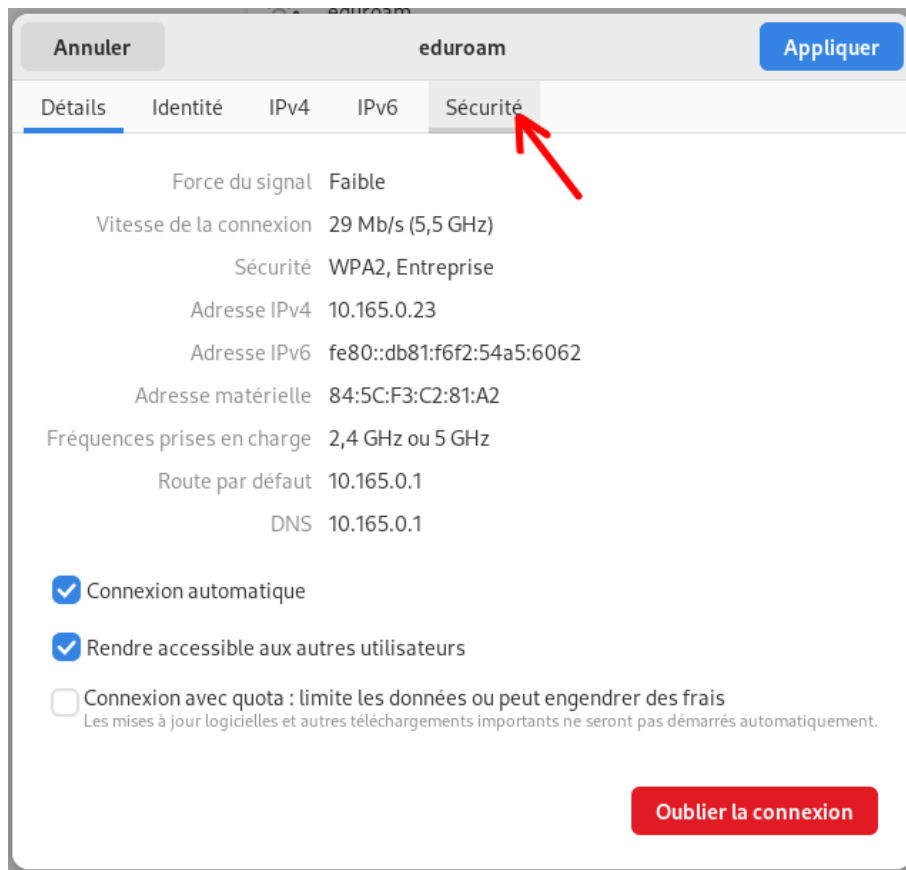 eduroam
Annuler eduroam Appliquer
Détails Identité IPv4 IPv6 Sécurité
Force du signal Faible
Vitesse de la connexion 29 Mb/s (5,5 GHz)
Sécurité WPA2, Entreprise
Adresse IPv4 10.165.0.23
Adresse IPv6 fe80::db81:f6f2:54a5:6062
Adresse matérielle 84:5C:F3:C2:81:A2
Fréquences prises en charge 2,4 GHz ou 5 GHz
Route par défaut 10.165.0.1
DNS 10.165.0.1
Connexion automatique
Rendre accessible aux autres utilisateurs
Connexion avec quota : limite les données ou peut engendrer des frais
Les mises à jour logicielles et autres téléchargements importants ne seront pas démarrés automatiquement.
Oublier la connexion